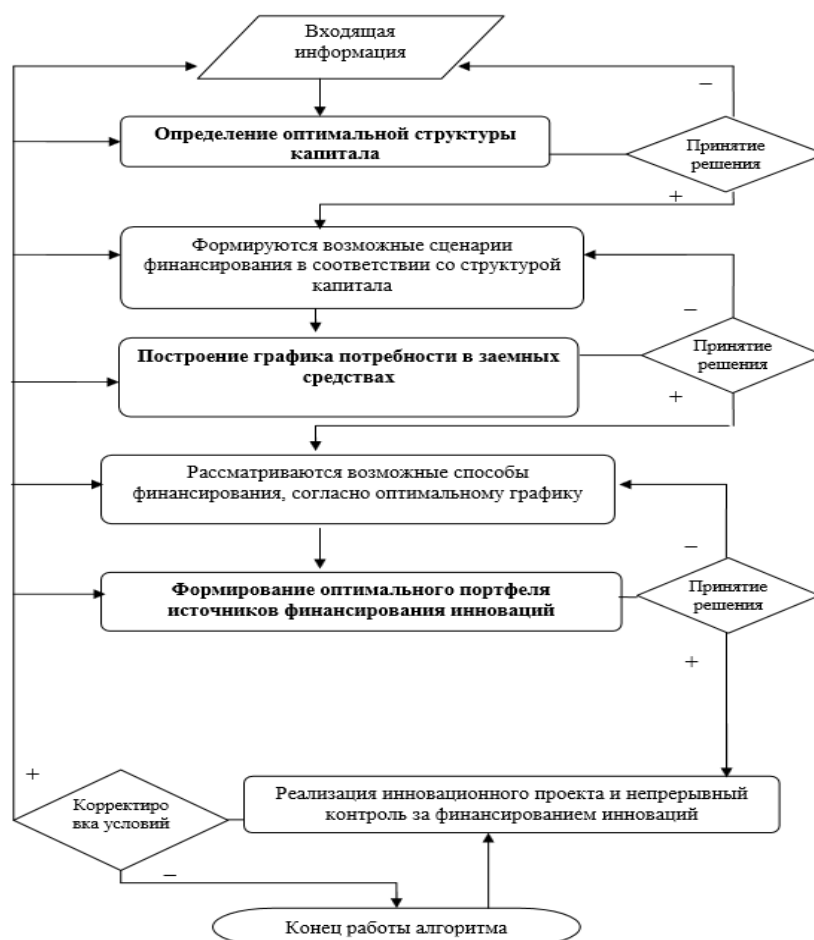 Входящая
информация
−
Определение оптимальной структуры
капитала
Принятие
решения
+
Формируются возможные сценарии
финансирования в соответствии со структурой
капитала
−
Построение графика потребности в заемных
средствах
Принятие
решения
+
Рассматриваются возможные способы
финансирования, согласно оптимальному графику
−
Формирование оптимального портфеля
источников финансирования инноваций
Принятие
решения
+
+
Корректиро
вка условий
Реализация инновационного проекта и непрерывный
контроль за финансированием инноваций
−
Конец работы алгоритма